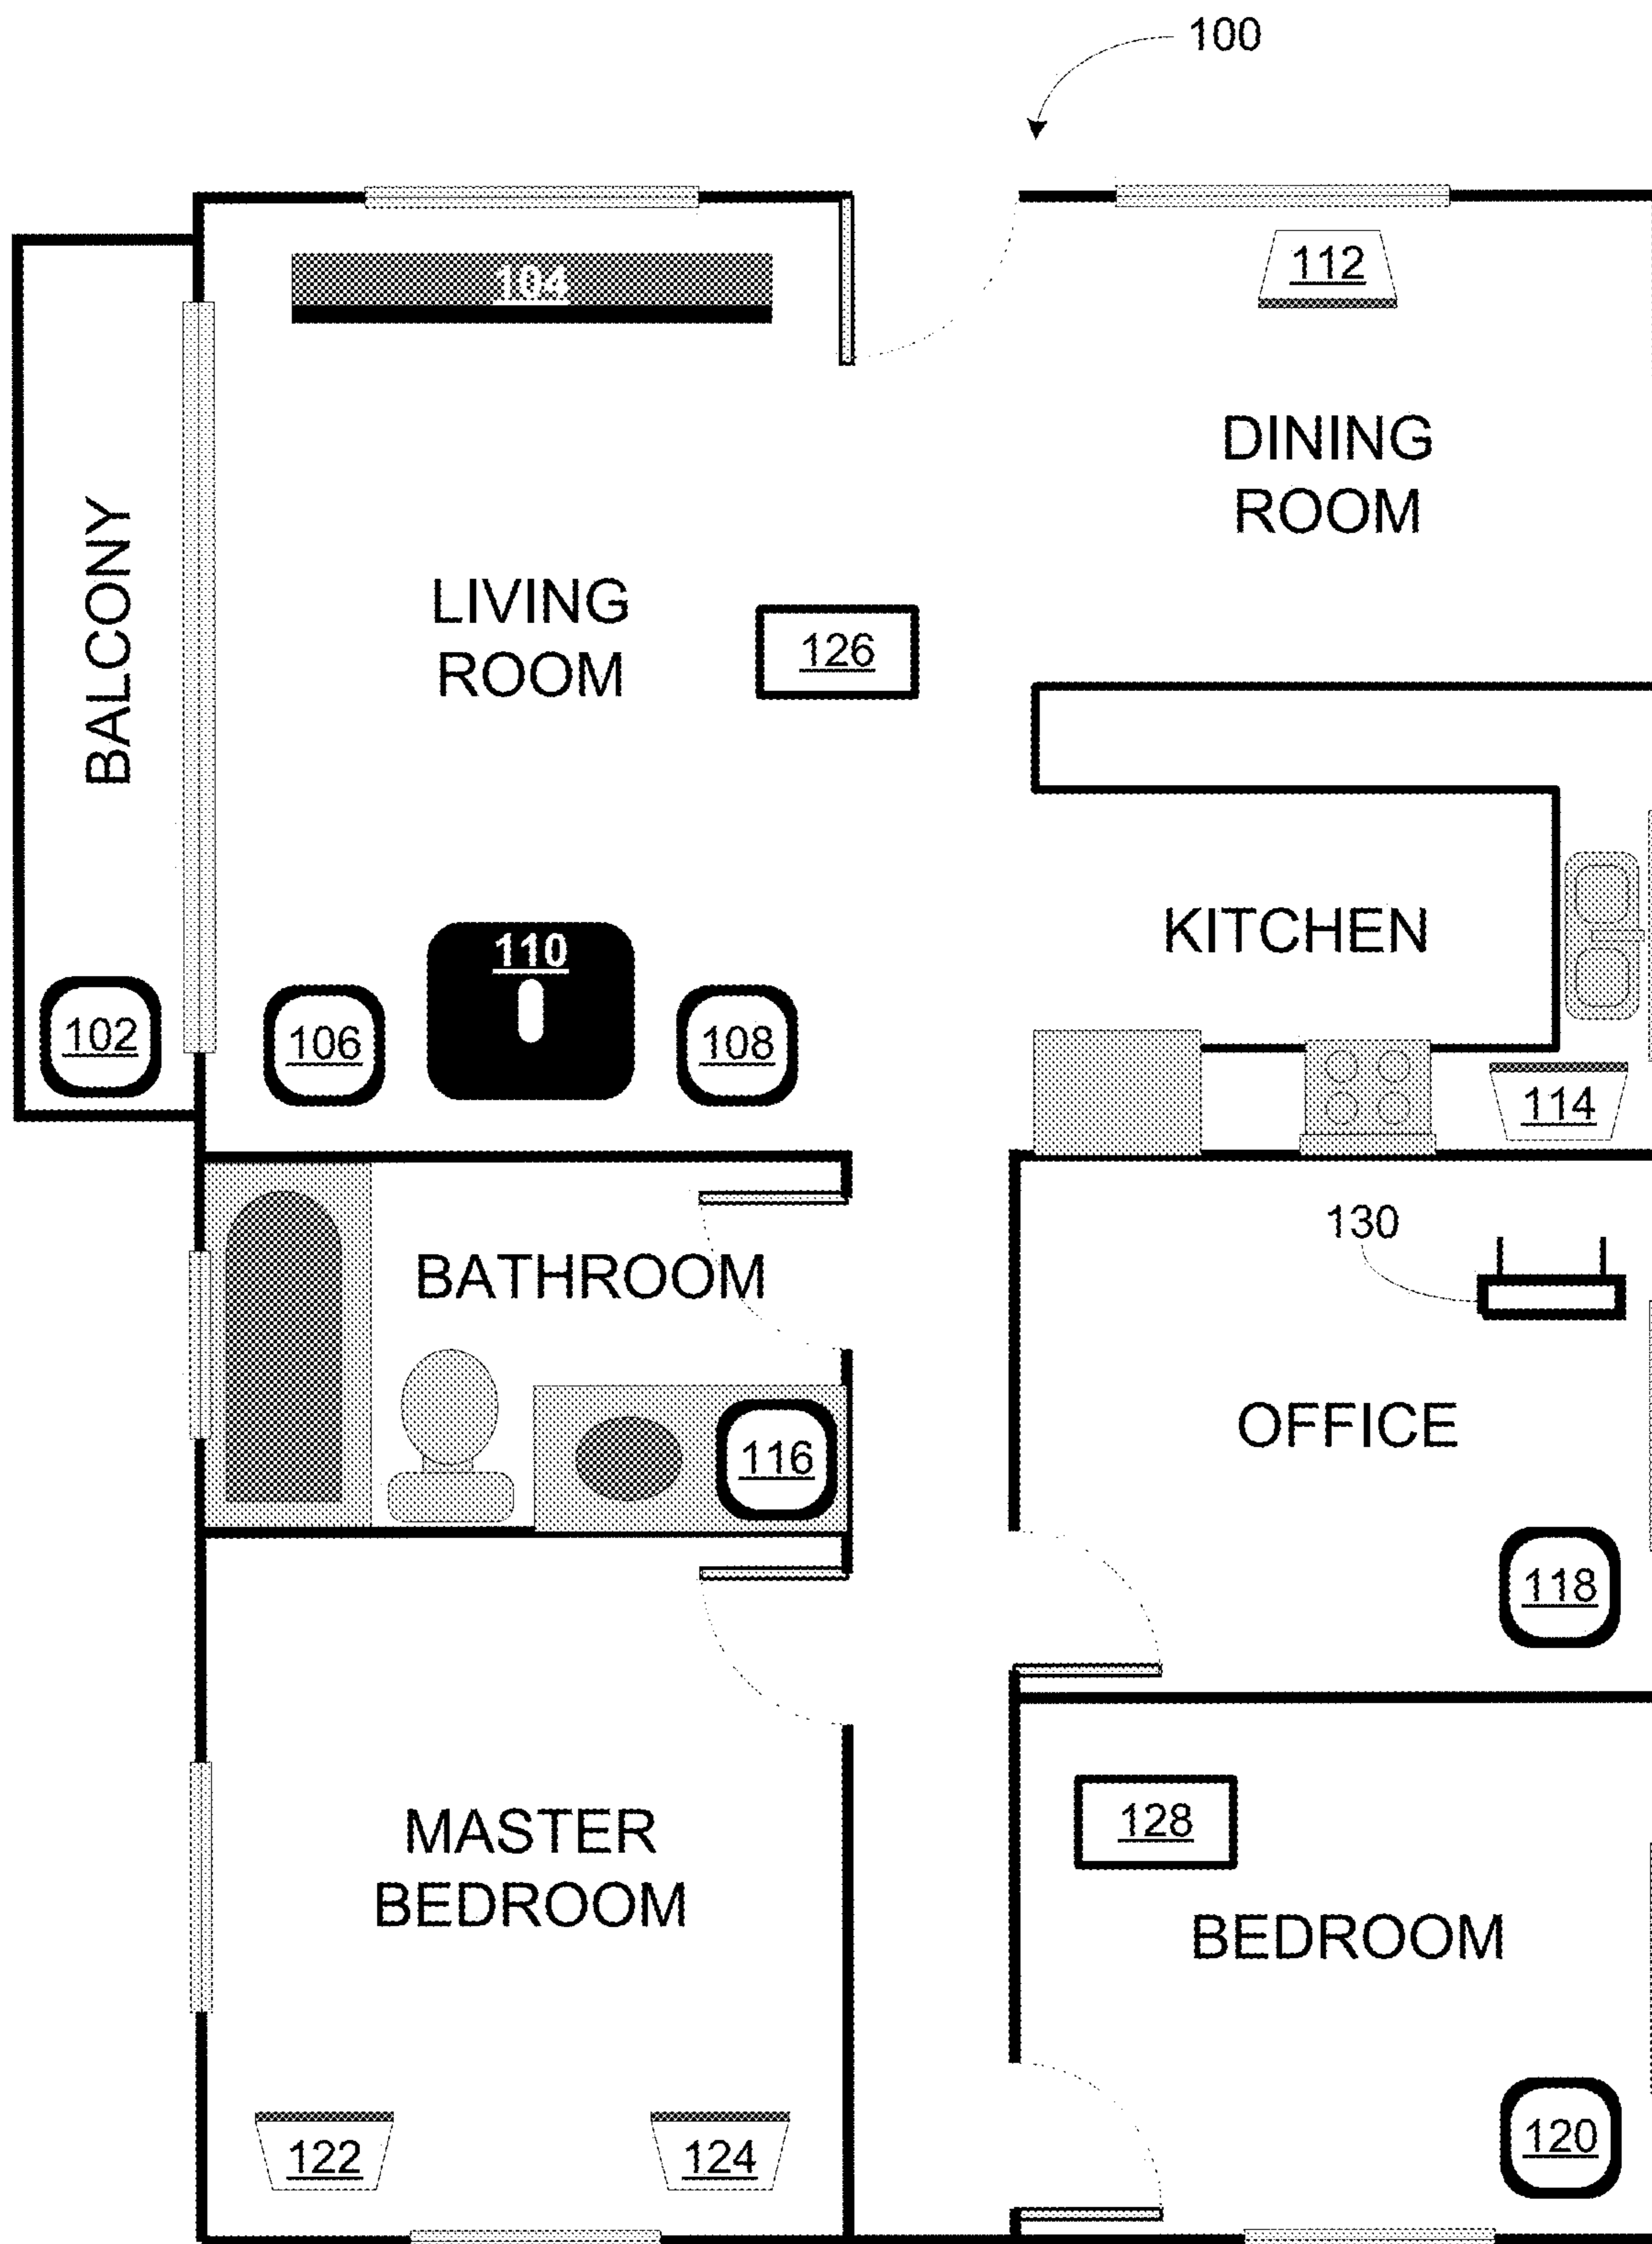 100
104
112
DINING
ROOM
BALCONY
LIVING
ROOM
126
KITCHEN
110
102
106
108
114
130
BATHROOM
OFFICE
116
118
128
MASTER
BEDROOM
BEDROOM
122
124
120